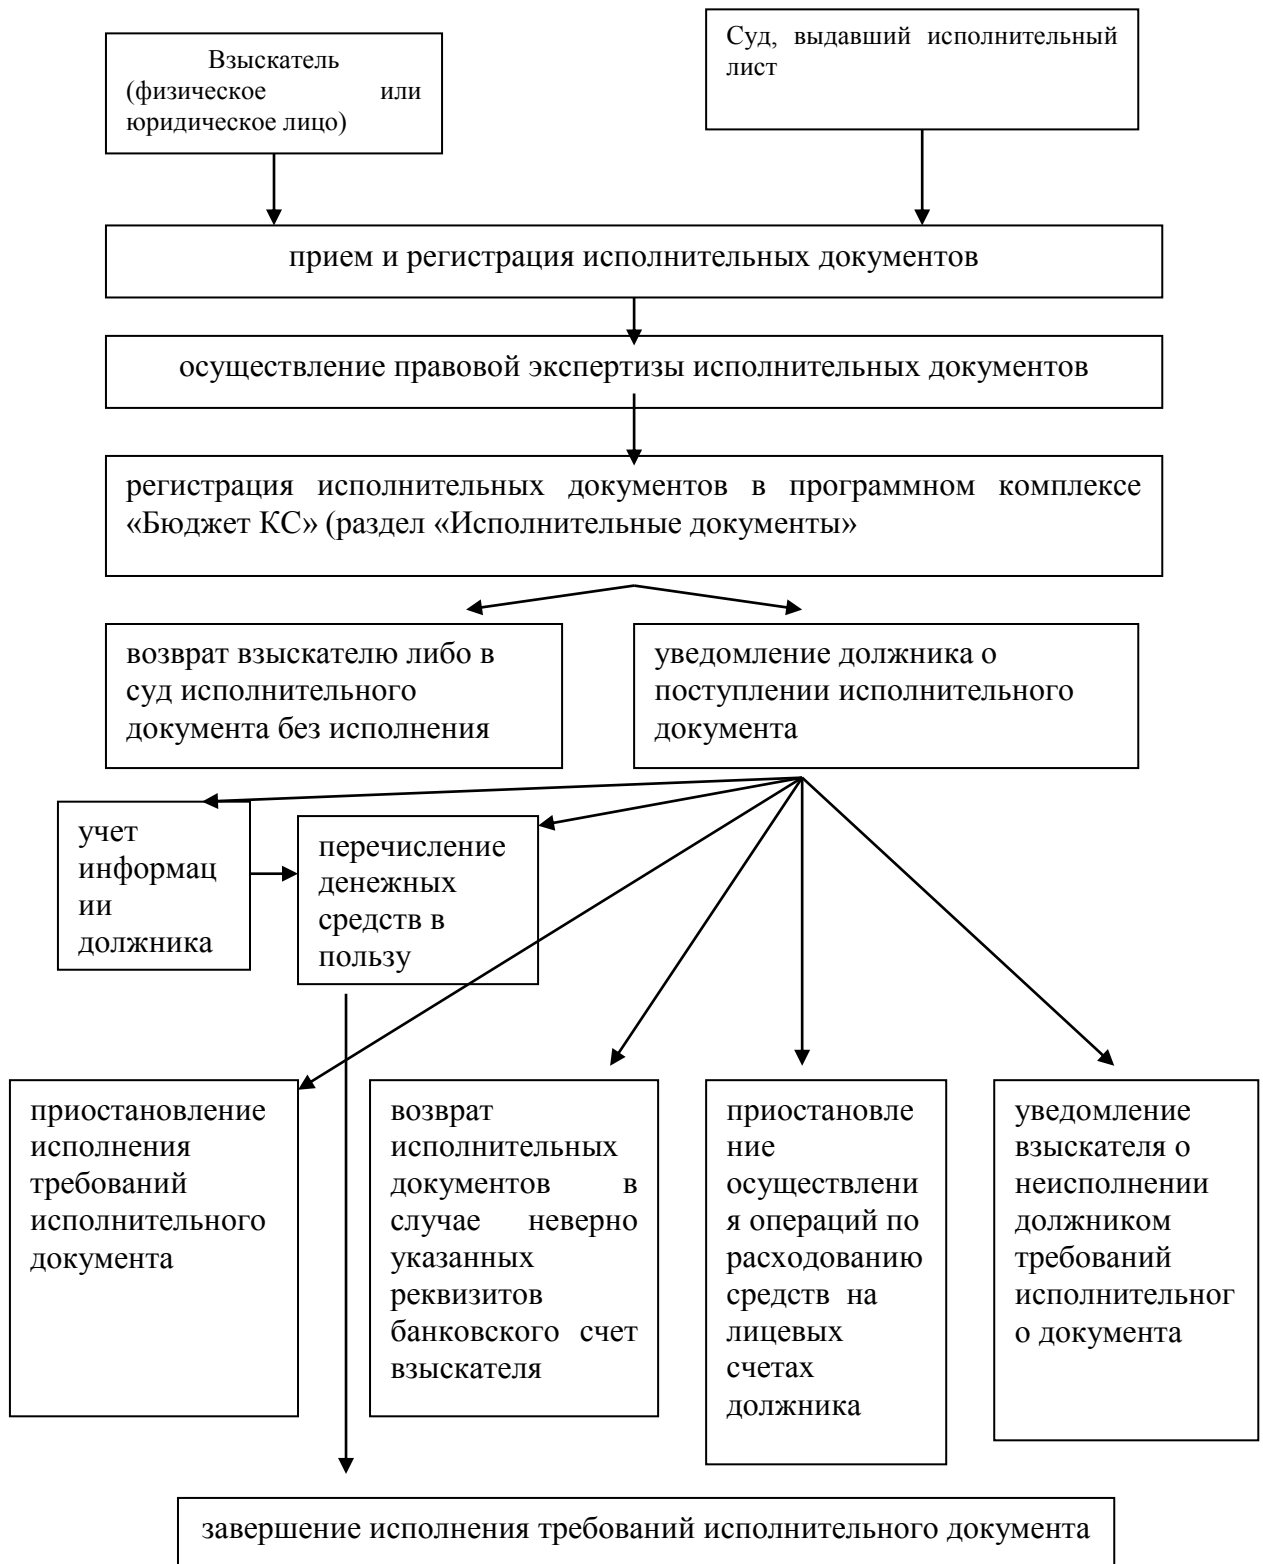 Взыскатель
(физическое или
юридическое лицо)
Суд, выдавший исполнительный
лист
прием и регистрация исполнительных документов
осуществление правовой экспертизы исполнительных документов
регистрация исполнительных документов в программном комплексе
«Бюджет КС» (раздел «Исполнительные документы»
возврат взыскателю либо в
суд исполнительного
документа без исполнения
уведомление должника о
поступлении исполнительного
документа
учет
информац
ии
должника
перечисление
денежных
средств в
пользу
приостановление
исполнения
требований
исполнительного
документа
возврат
исполнительных
документов в
случае неверно
указанных
реквизитов
банковского счет
взыскателя
приостановле
ние
осуществлени
я операций по
расходованию
средств на
лицевых
счетах
должника
уведомление
взыскателя о
неисполнении
должником
требований
исполнительног
о документа
завершение исполнения требований исполнительного документа